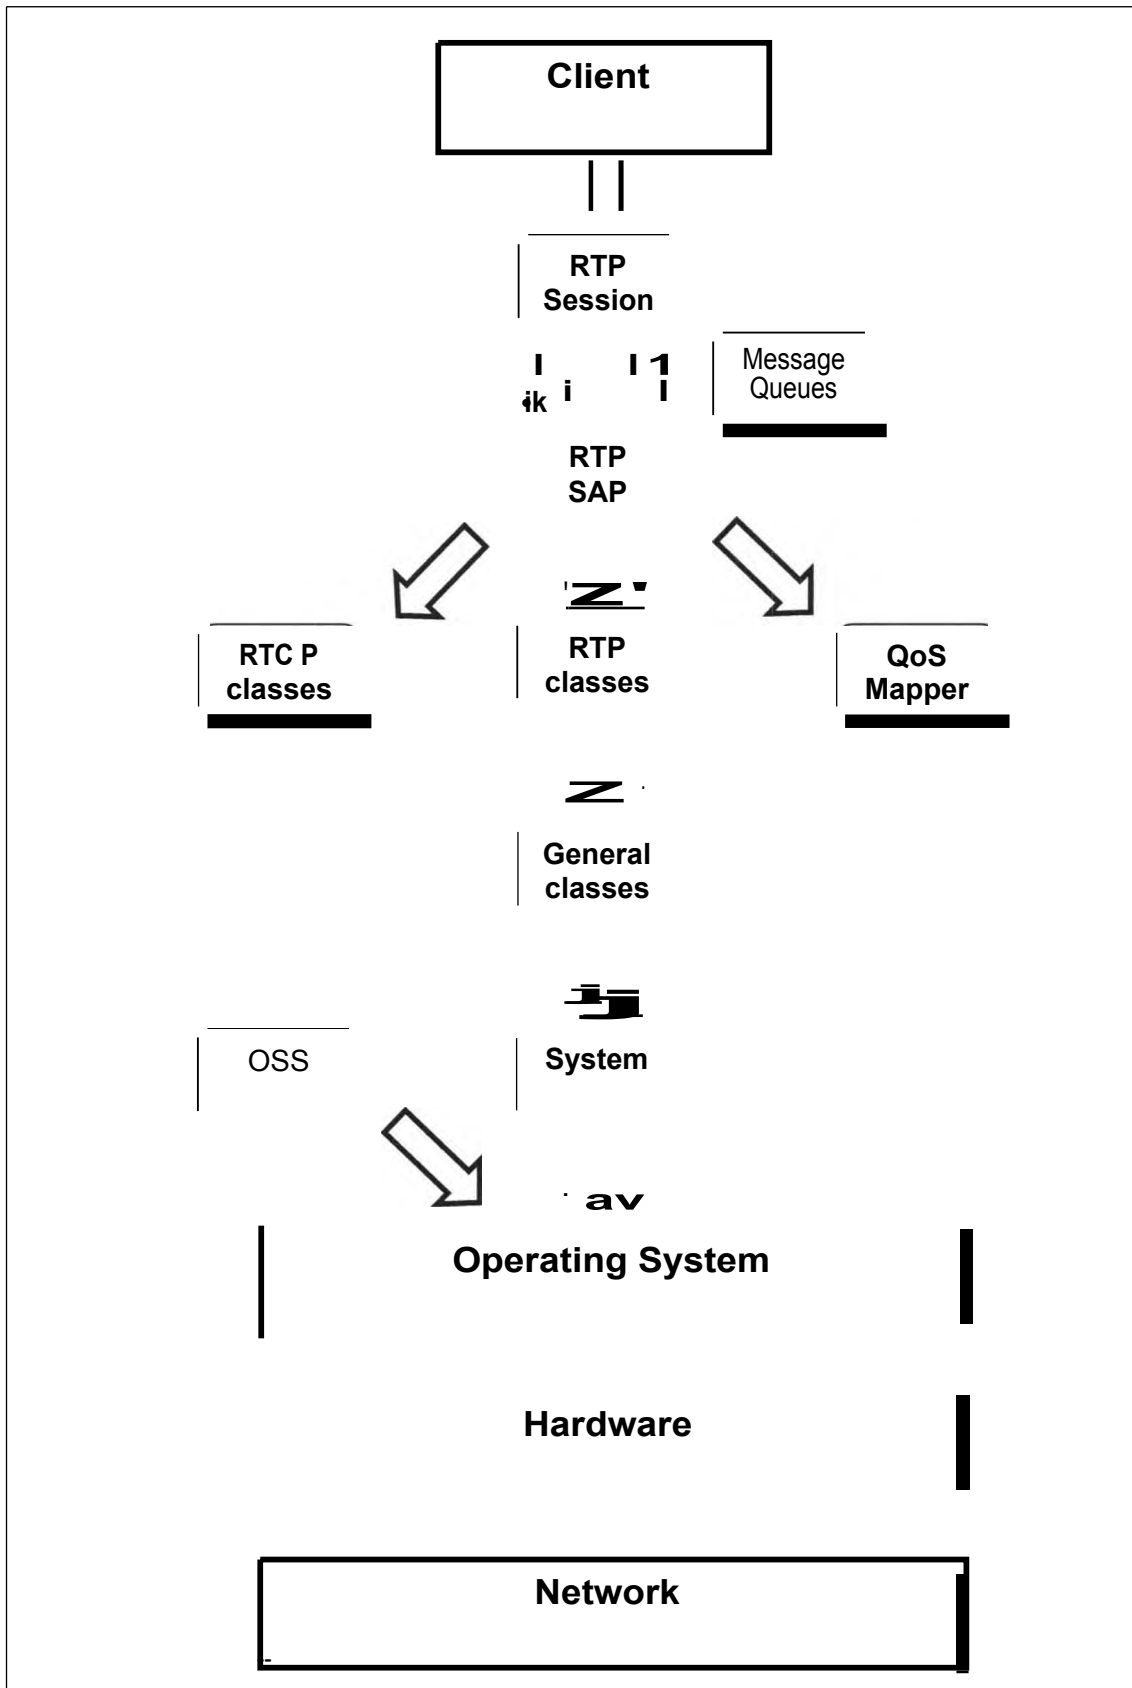 Client
RTP
Session
Message
Queues
RTP
SAP
RTC P
classes
RTP
classes
QoS
Mapper
General
classes
OSS
System
Operating System
Hardware
Network